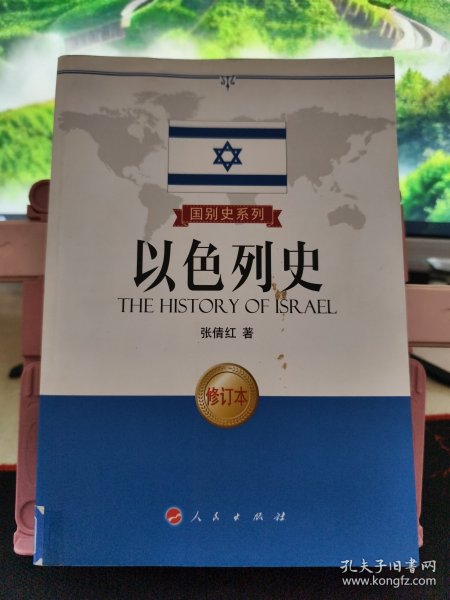 国别史系列
以色列史
THE HISTORY OF ISRAEL
张倩红 著
修订本
人民出版社
孔夫子旧书网
www.kongfz.com